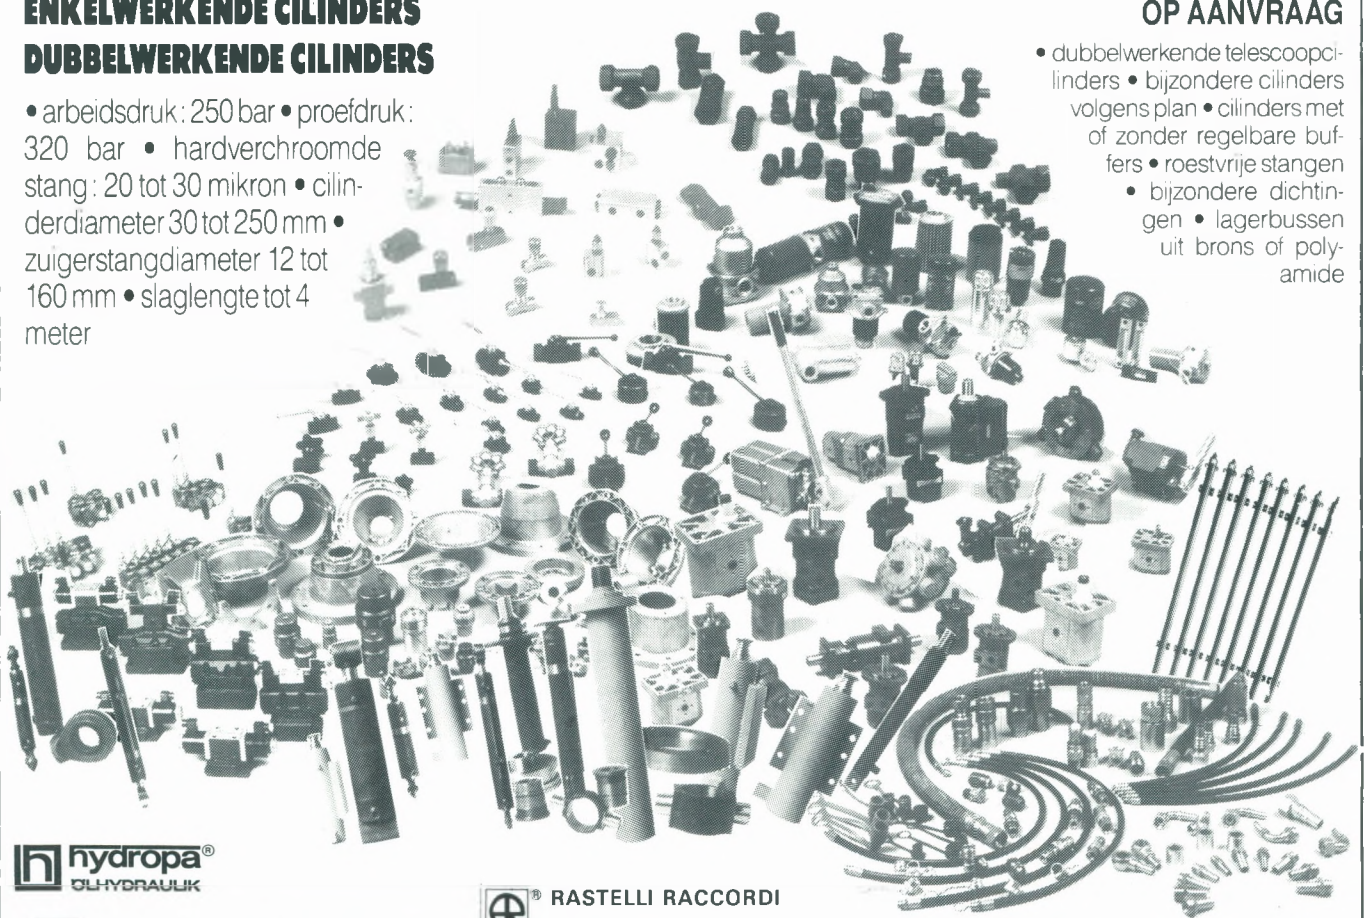 ENKELWERKENDE CILINDERS
DUBBELWERKENDE CILINDERS
• arbeidsdruk : 250 bar • proefdruk :
320 bar • hardverchroomde
stang : 20 tot 30 mikron • cilin-
derdiameter 30 tot 250 mm •
zuigerstangdiameter 12 tot
160 mm • slaglengte tot 4
meter
OP AANVRAAG
• dubbelwerkende telescoopci-
linders • bijzondere cilinders
volgens plan • cilinders met
of zonder regelbare buf-
fers • roestvrije stangen
• bijzondere dichtin-
gen • lagerbussen
uit brons of poly-
amide
hydropa®
ÖLHYDRAULIK
® RASTELLI RACCORDI